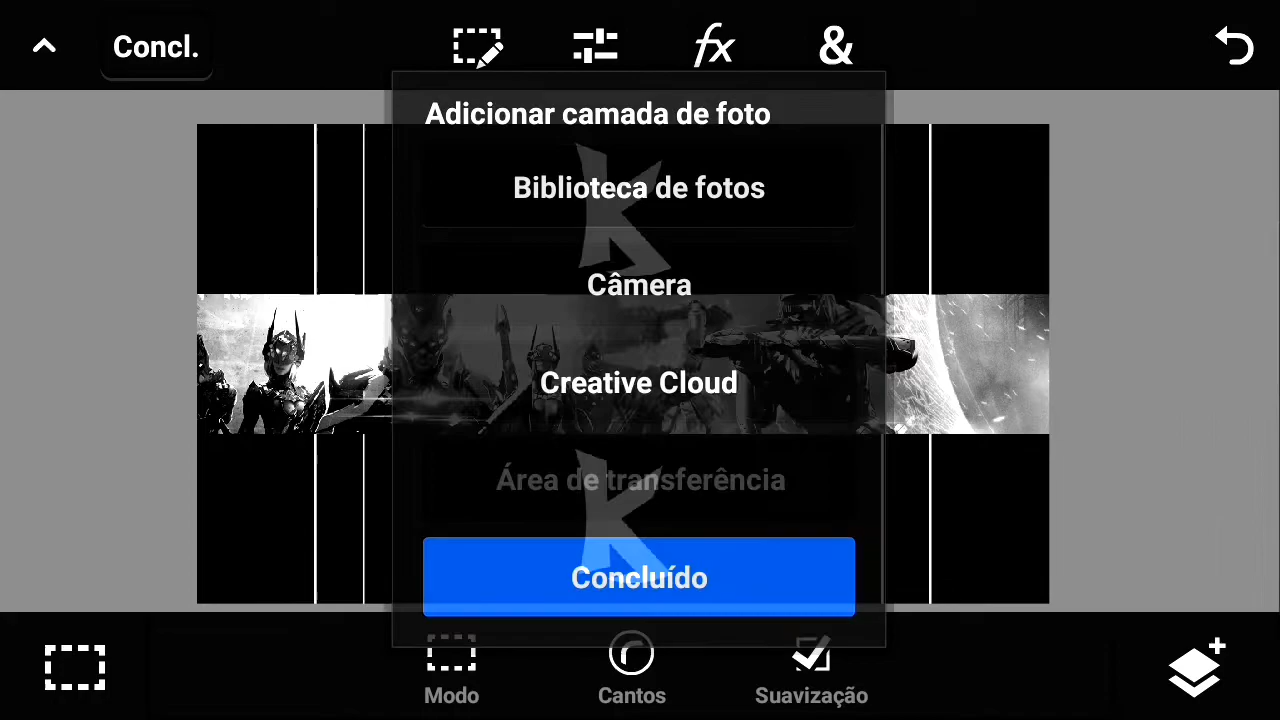 Concl.
fx
&
Adicionar camada de foto
Biblioteca de fotos
Câmera
Creative Cloud
Área de transferência
Concluído
K
K
Modo
Cantos
Suavização